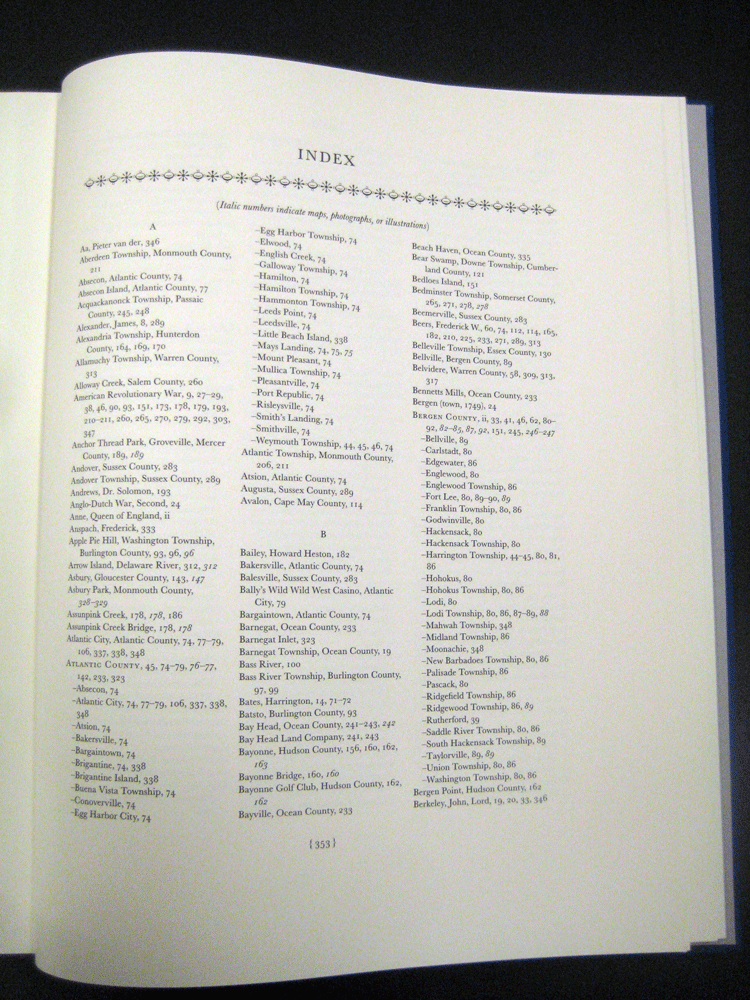 INDEX
(Italic numbers indicate maps, photographs, or illustrations)
A
Aa, Pieter van der, 346
Aberdeen Township, Monmouth County,
211
Absecon, Atlantic County, 74
Absecon Island, Atlantic County, 77
Acquackanonck Township, Passaic
County, 245, 248
Alexander, James, 8, 289
Alexandria Township, Hunterdon
County, 164, 169, 170
Allamuchy Township, Warren County,
313
Alloway Creek, Salem County, 260
American Revolutionary War, 9, 27–29,
38, 46, 90, 93, 151, 173, 178, 179, 193,
210–211, 260, 265, 270, 279, 292, 303,
347
Anchor Thread Park, Groveville, Mercer
County, 189, 189
Andover, Sussex County, 283
Andover Township, Sussex County, 289
Andrews, Dr. Solomon, 193
Anglo-Dutch War, Second, 24
Anne, Queen of England, ii
Anspach, Frederick, 333
Apple Pie Hill, Washington Township,
Burlington County, 93, 96, 96
Arrow Island, Delaware River, 312, 312
Asbury, Gloucester County, 143, 147
Asbury Park, Monmouth County,
328–329
Assunpink Creek, 178, 178, 186
Assunpink Creek Bridge, 178, 178
Atlantic City, Atlantic County, 74, 77–79,
106, 337, 338, 348
ATLANTIC COUNTY, 45, 74–79, 76–77,
142, 233, 323
–Absecon, 74
–Atlantic City, 74, 77–79, 106, 337, 338,
348
–Atsion, 74
–Bakersville, 74
–Bargaintown, 74
–Brigantine, 74, 338
–Brigantine Island, 338
–Buena Vista Township, 74
–Conoverville, 74
–Egg Harbor City, 74
–Egg Harbor Township, 74
–Elwood, 74
–English Creek, 74
–Galloway Township, 74
–Hamilton, 74
–Hamilton Township, 74
–Hammonton Township, 74
–Leeds Point, 74
–Leedsville, 74
–Little Beach Island, 338
–Mays Landing, 74, 75, 75
–Mount Pleasant, 74
–Mullica Township, 74
–Pleasantville, 74
–Port Republic, 74
–Risleysville, 74
–Smith's Landing, 74
–Smithville, 74
–Weymouth Township, 44, 45, 46, 74
Atlantic Township, Monmouth County,
206, 211
Atsion, Atlantic County, 74
Augusta, Sussex County, 289
Avalon, Cape May County, 114
B
Bailey, Howard Heston, 182
Bakersville, Atlantic County, 74
Balesville, Sussex County, 283
Bally's Wild Wild West Casino, Atlantic
City, 79
Bargaintown, Atlantic County, 74
Barnegat, Ocean County, 233
Barnegat Inlet, 323
Barnegat Township, Ocean County, 19
Bass River, 100
Bass River Township, Burlington County,
97, 99
Bates, Harrington, 14, 71–72
Batsto, Burlington County, 93
Bay Head, Ocean County, 241–243, 242
Bay Head Land Company, 241, 243
Bayonne, Hudson County, 156, 160, 162,
163
Bayonne Bridge, 160, 160
Bayonne Golf Club, Hudson County, 162,
162
Bayville, Ocean County, 233
Beach Haven, Ocean County, 335
Bear Swamp, Downe Township, Cumber-
land County, 121
Bedloes Island, 151
Bedminster Township, Somerset County,
265, 271, 278, 278
Beemerville, Sussex County, 283
Beers, Frederick W., 60, 74, 112, 114, 165,
182, 210, 225, 233, 271, 289, 313
Belleville Township, Essex County, 130
Bellville, Bergen County, 89
Belvidere, Warren County, 58, 309, 313,
317
Bennetts Mills, Ocean County, 233
Bergen (town, 1749), 24
BERGEN COUNTY, ii, 33, 41, 46, 62, 80–
92, 82–85, 87, 92, 151, 245, 246–247
–Bellville, 89
–Carlstadt, 80
–Edgewater, 86
–Englewood, 80
–Englewood Township, 86
–Fort Lee, 80, 89–90, 89
–Franklin Township, 80, 86
–Godwinville, 80
–Hackensack, 80
–Hackensack Township, 80
–Harrington Township, 44–45, 80, 81,
86
–Hohokus, 80
–Hohokus Township, 80, 86
–Lodi, 80
–Lodi Township, 80, 86, 87–89, 88
–Mahwah Township, 348
–Midland Township, 86
–Moonachie, 348
–New Barbadoes Township, 80, 86
–Palisade Township, 86
–Pascack, 80
–Ridgefield Township, 86
–Ridgewood Township, 86, 89
–Rutherford, 39
–Saddle River Township, 80, 86
–South Hackensack Township, 89
–Taylorville, 89, 89
–Union Township, 80, 86
–Washington Township, 80, 86
Bergen Point, Hudson County, 162
Berkeley, John, Lord, 19, 20, 33, 346
{353}